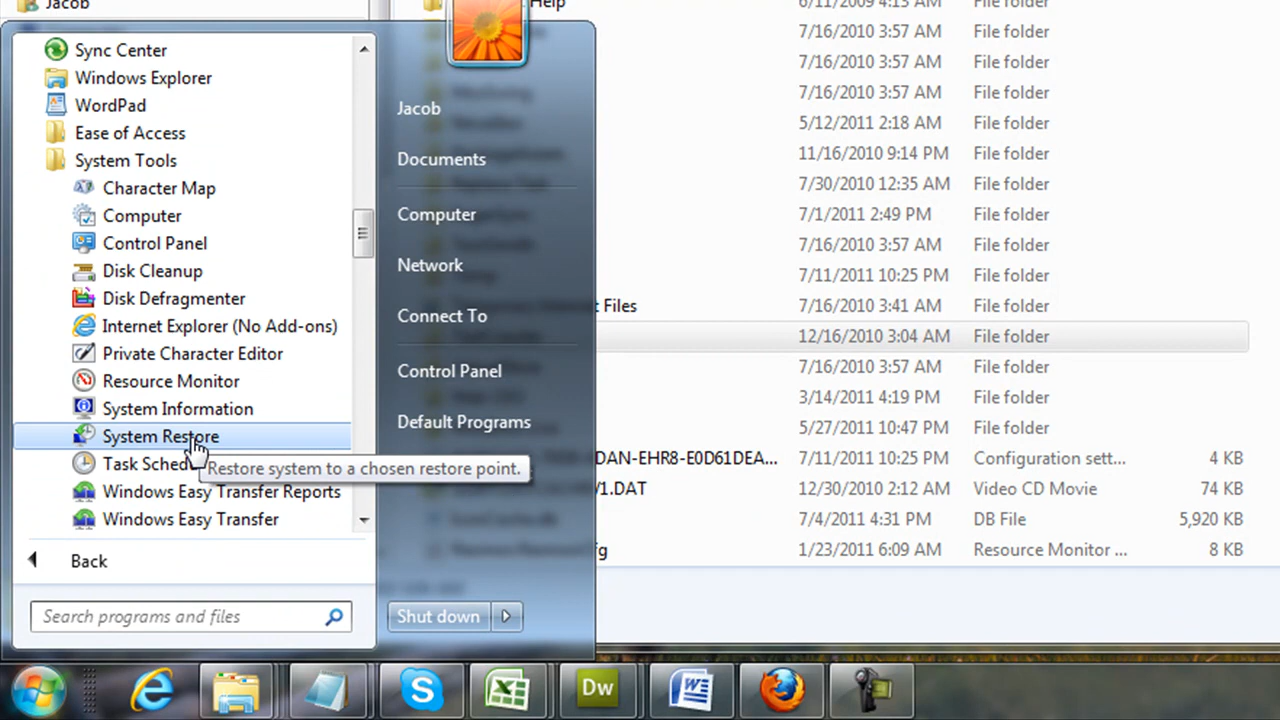 Jacob
Sync Center
Windows Explorer
WordPad
Ease of Access
System Tools
Character Map
Computer
Control Panel
Disk Cleanup
Disk Defragmenter
Internet Explorer (No Add-ons)
Private Character Editor
Resource Monitor
System Information
System Restore
Task Sched
Restore system to a chosen restore point.
Windows Easy Transfer Reports
Windows Easy Transfer
Back
Search programs and files
Jacob
Documents
Computer
Network
Connect To
Control Panel
Default Programs
Shut down
Help 6/11/2009 4:13 AM File folder
7/16/2010 3:57 AM File folder
7/16/2010 3:57 AM File folder
7/16/2010 3:57 AM File folder
5/12/2011 2:18 AM File folder
11/16/2010 9:14 PM File folder
7/30/2010 12:35 AM File folder
7/1/2011 2:49 PM File folder
7/16/2010 3:57 AM File folder
7/11/2011 10:25 PM File folder
t Files 7/16/2010 3:41 AM File folder
12/16/2010 3:04 AM File folder
7/16/2010 3:57 AM File folder
3/14/2011 4:19 PM File folder
5/27/2011 10:47 PM File folder
DAN-EHR8-E0D61DEA... 7/11/2011 10:25 PM Configuration sett... 4 KB
1.DAT 12/30/2010 2:12 AM Video CD Movie 74 KB
7/4/2011 4:31 PM DB File 5,920 KB
fg 1/23/2011 6:09 AM Resource Monitor ... 8 KB
Dw